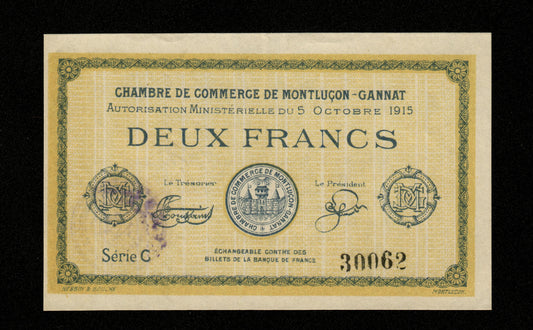 CHAMBRE DE COMMERCE DE MONTLUÇON-GANNAT
AUTORISATION MINISTÉRIELLE DU 5 OCTOBRE 1915
DEUX FRANCS
Le Trésorier
Le Président
CHAMBRE DE COMMERCE DE MONTLUÇON-GANNAT
Série C
ÉCHANGEABLE CONTRE DES
BILLETS DE LA BANQUE DE FRANCE
30062
MONTLUÇON